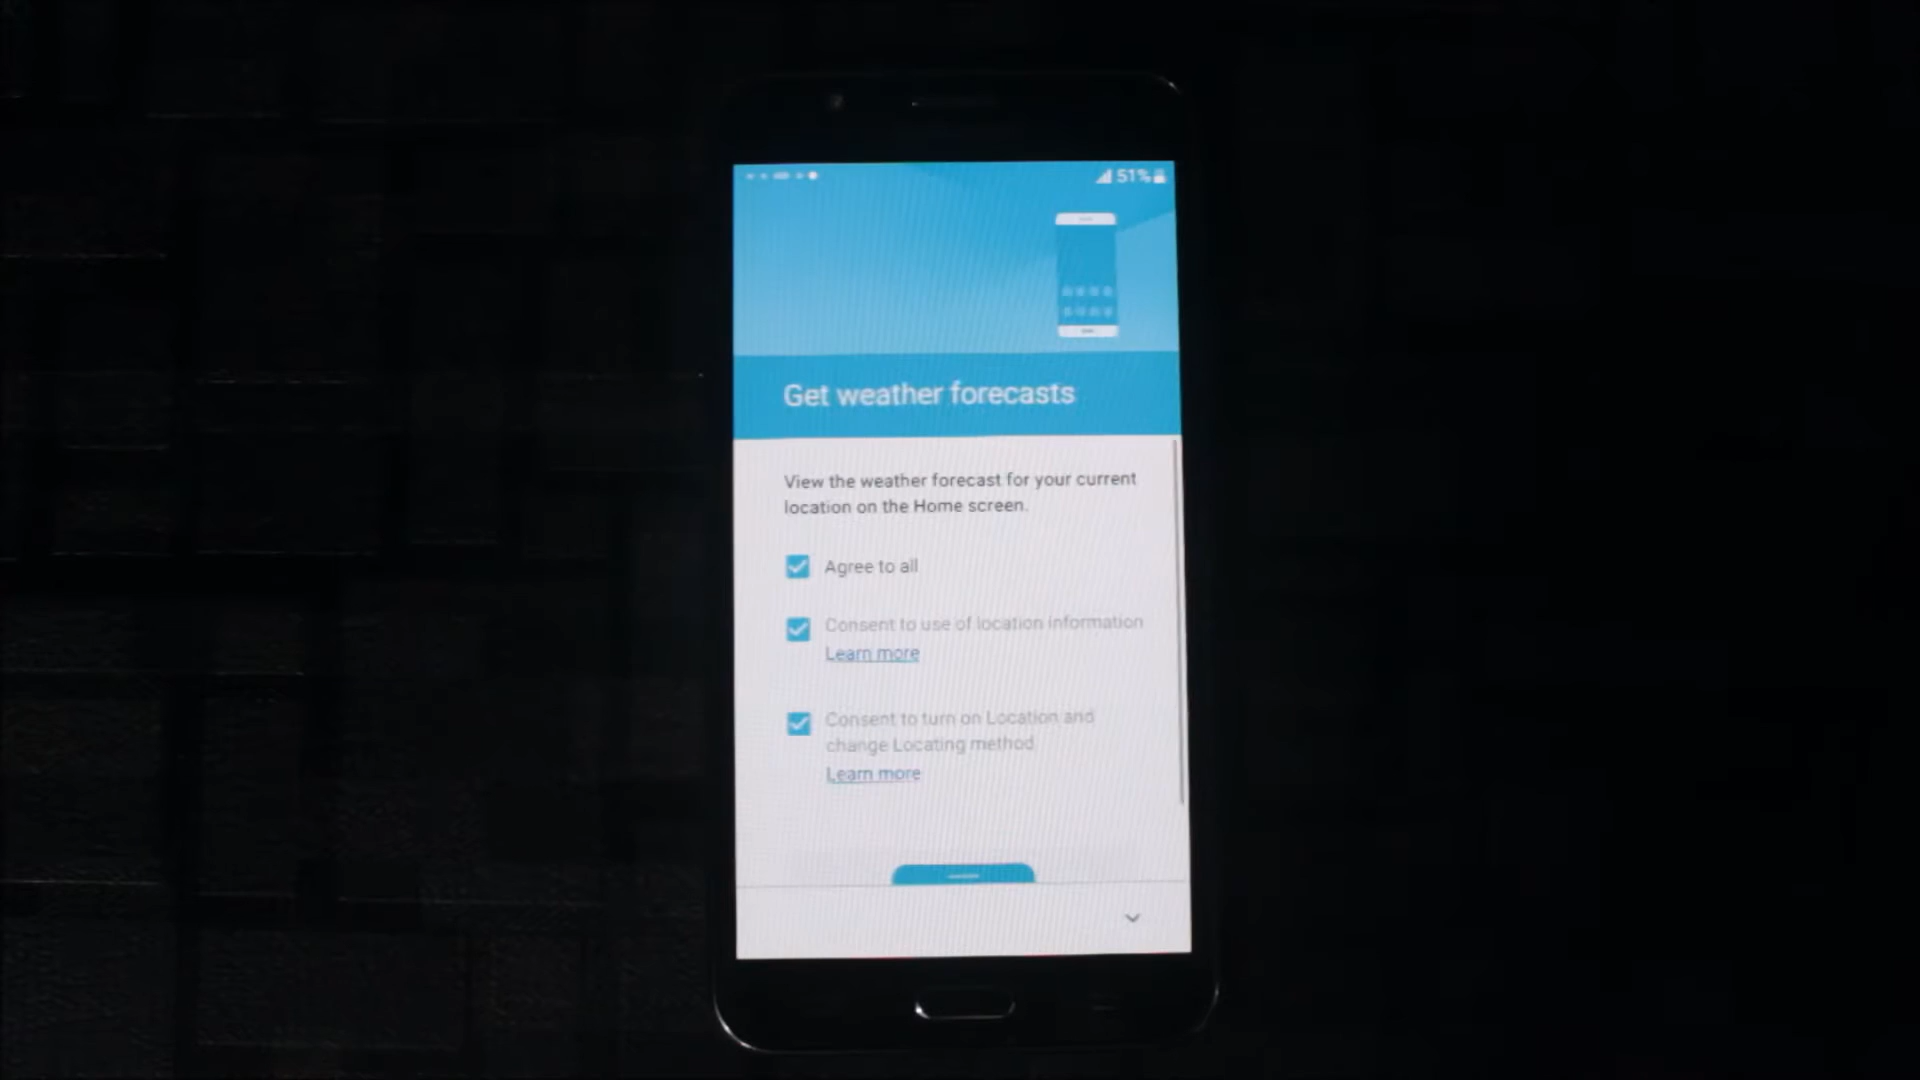 51%
Get weather forecasts
View the weather forecast for your current
location on the Home screen.
Agree to all
Consent to use of location information
Learn more
Consent to turn on Location and
change Locating method
Learn more